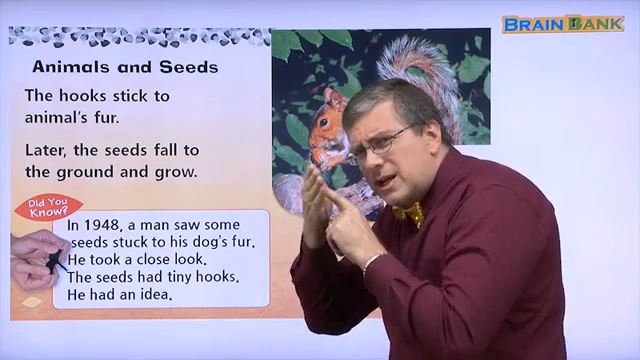 BRAIN BANK
Animals and Seeds
The hooks stick to
animal's fur.
Later, the seeds fall to
the ground and grow.
Did You
Know?
In 1948, a man saw some
seeds stuck to his dog's fur.
He took a close look.
The seeds had tiny hooks.
He had an idea.